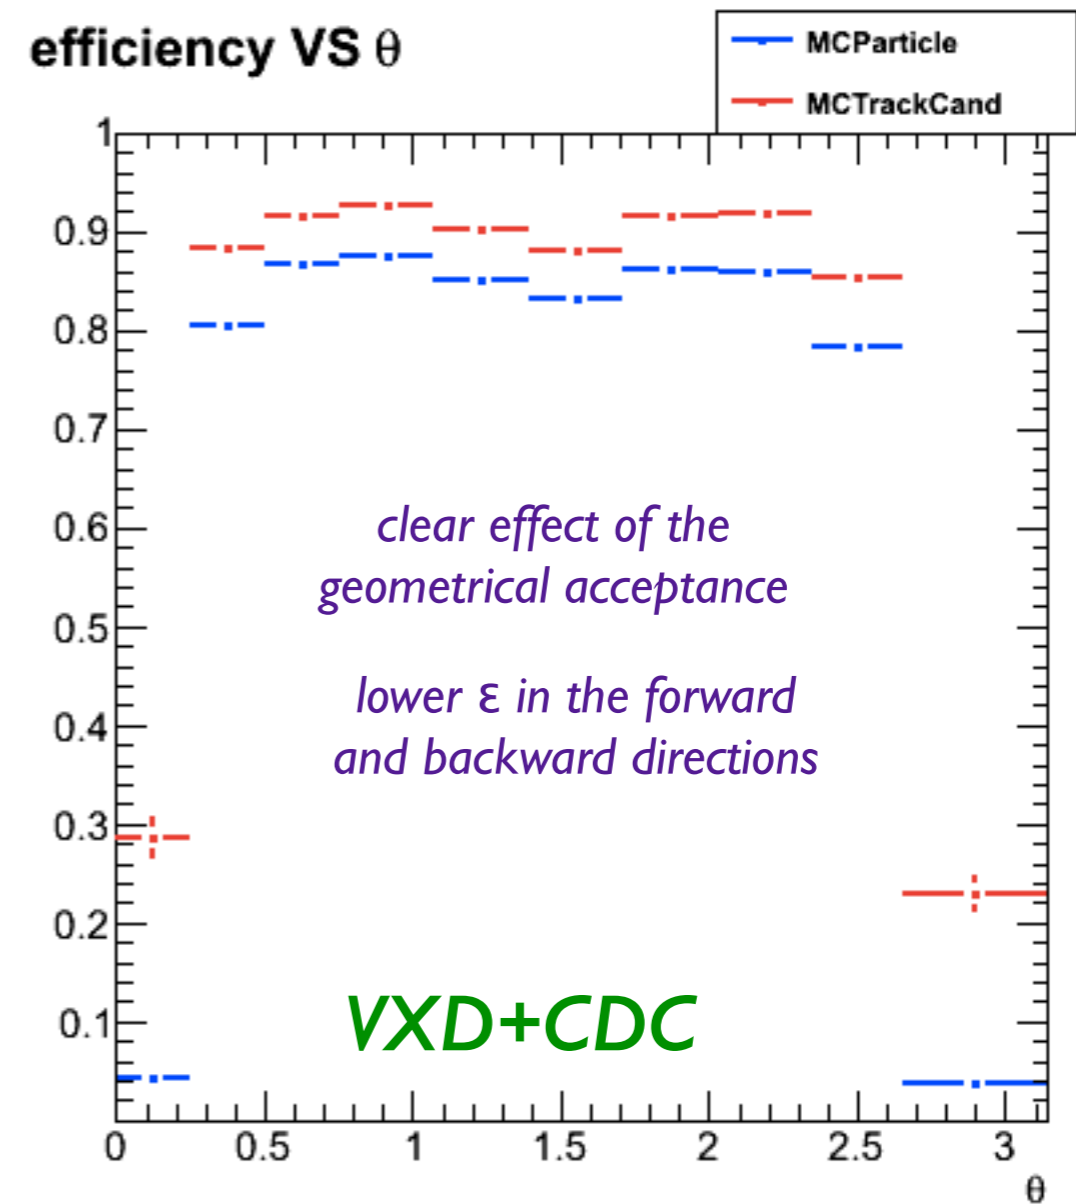 efficiency VS θ
MCParticle
MCTrackCand
1
0.9
0.8
0.7
0.6
0.5
0.4
0.3
0.2
0.1
clear effect of the
geometrical acceptance
lower ε in the forward
and backward directions
VXD+CDC
0 0.5 1 1.5 2 2.5 3
θ